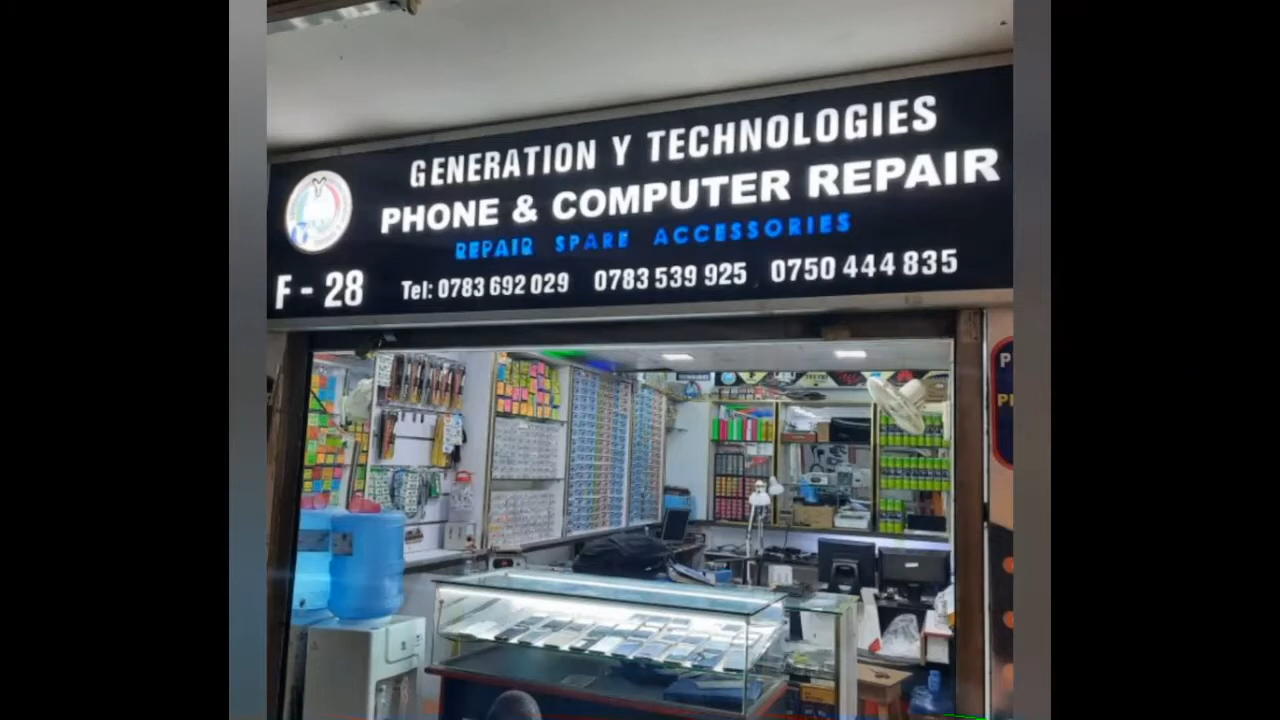 GENERATION Y TECHNOLOGIES
PHONE & COMPUTER REPAIR
REPAIR SPARE ACCESSORIES
F - 28
Tel: 0783 692 029 0783 539 925 0750 444 835